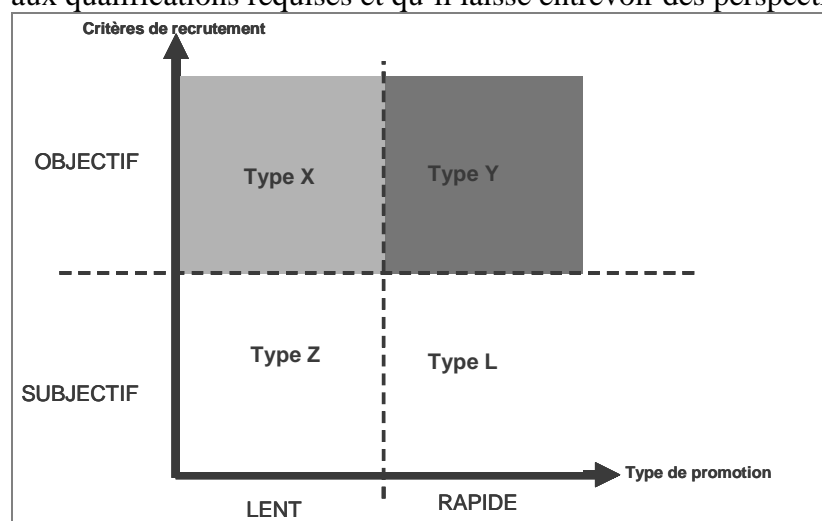 aux qualifications requises et qu'il laisse entrevoir des perspect
Critères de recrutement
OBJECTIF
Type X
Type Y
Type Z
Type L
SUBJECTIF
Type de promotion
LENT
RAPIDE